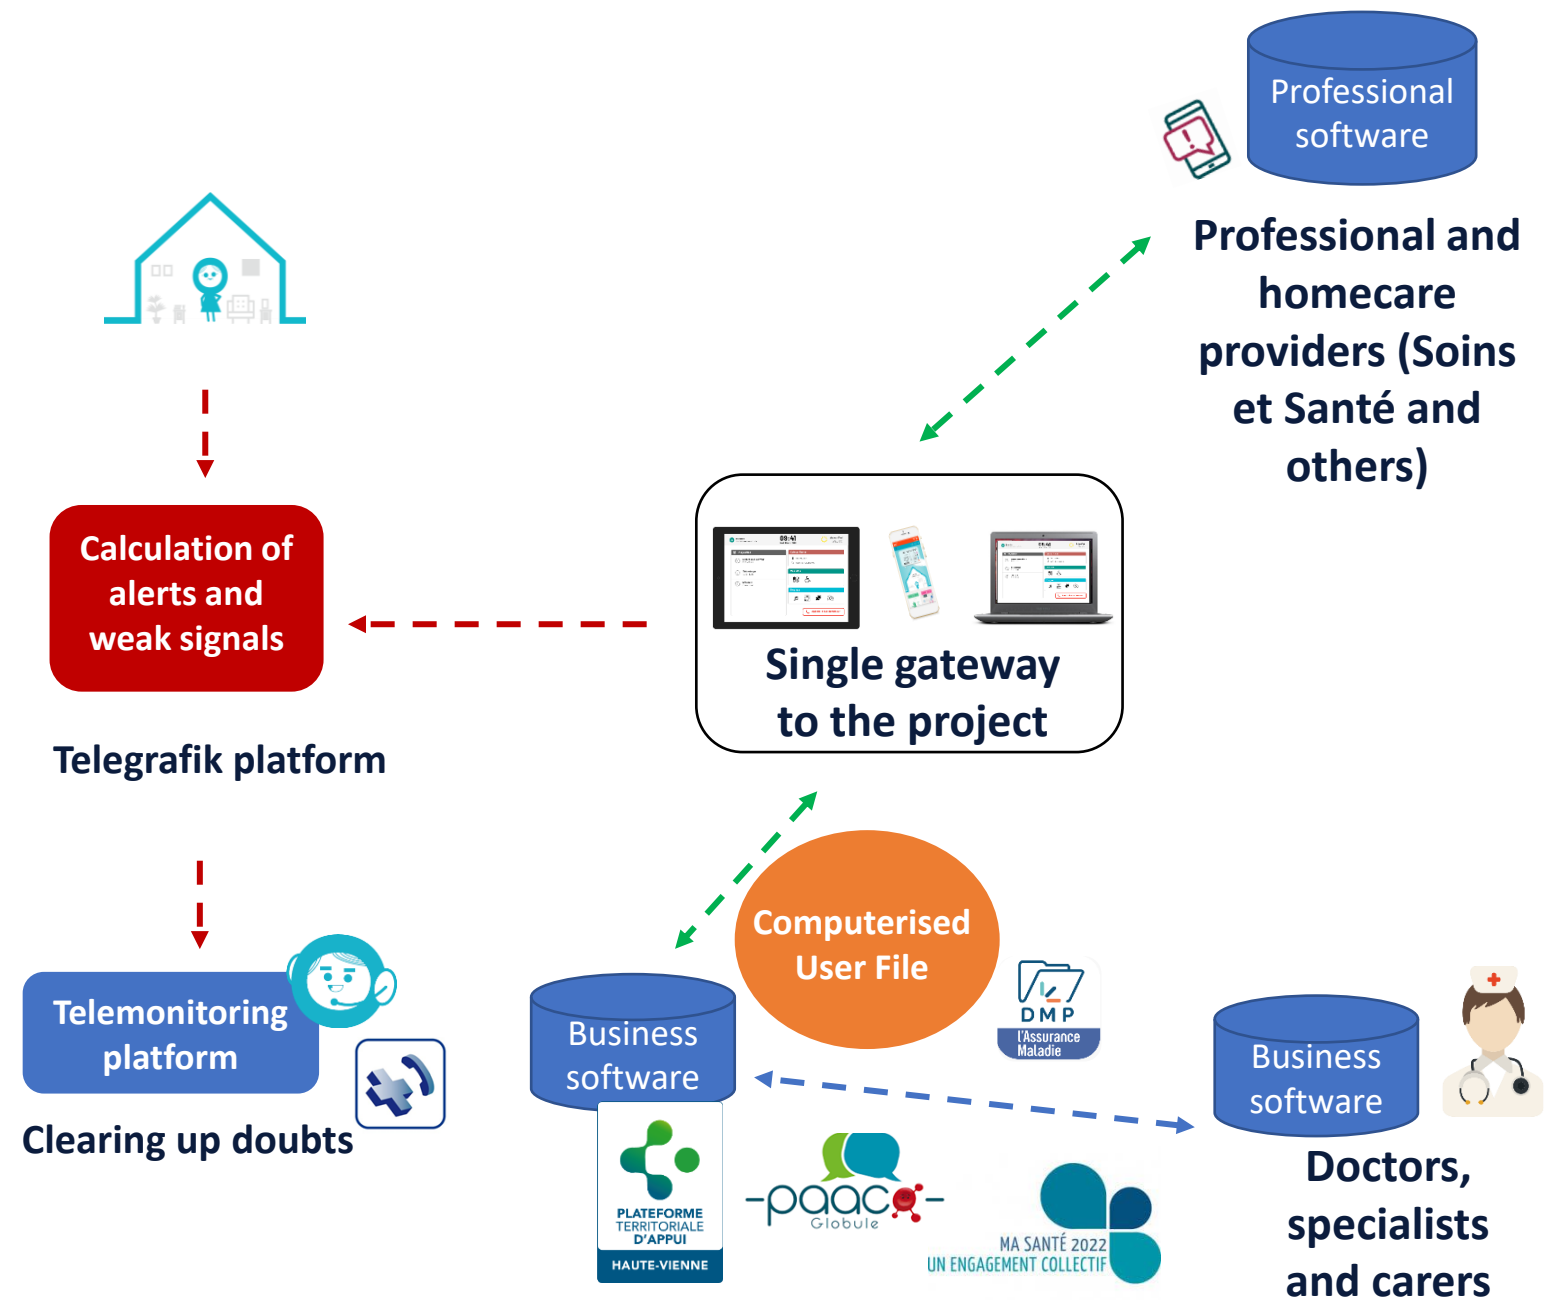 Professional
software
Professional and
homecare
providers (Soins
et Santé and
others)
Calculation of
alerts and
weak signals
Telegrafik platform
09:41
Single gateway
to the project
Computerised
User File
DMP
l'Assurance
Maladie
Telemonitoring
platform
Clearing up doubts
Business
software
PLATEFORME
TERRITORIALE
D'APPUI
HAUTE-VIENNE
-paaco-
Globule
MA SANTÉ 2022
UN ENGAGEMENT COLLECTIF
Business
software
Doctors,
specialists
and carers